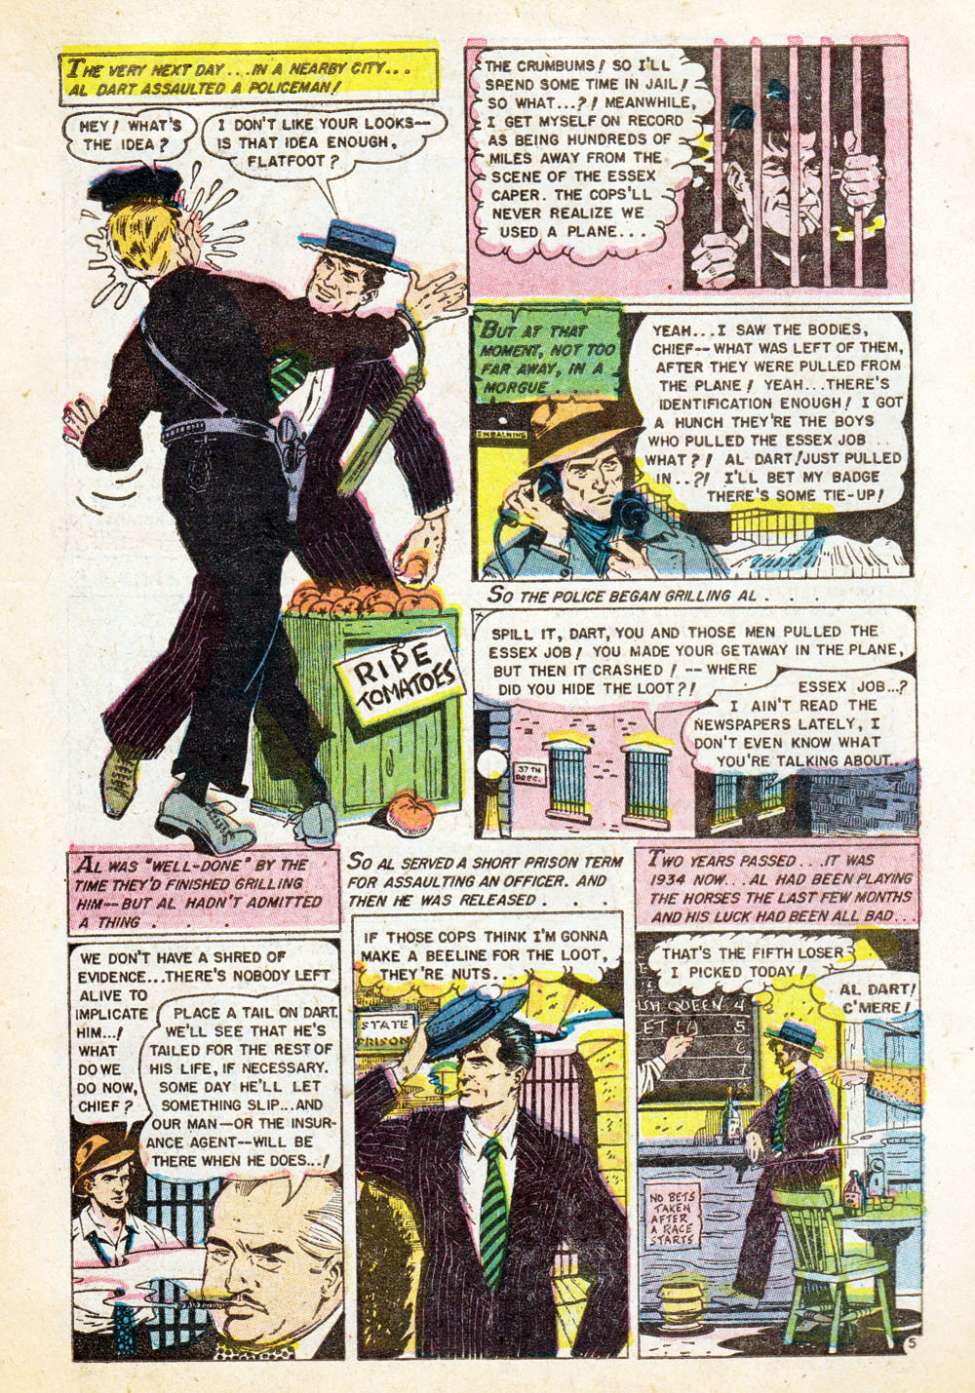 THE VERY NEXT DAY...IN A NEARBY CITY...
AL DART ASSAULTED A POLICEMAN!
HEY! WHAT'S
THE IDEA?
I DON'T LIKE YOUR LOOKS--
IS THAT IDEA ENOUGH,
FLATFOOT?
RIPE
TOMATOES
THE CRUMBUMS! SO I'LL
SPEND SOME TIME IN JAIL!
SO WHAT...?! MEANWHILE,
I GET MYSELF ON RECORD
AS BEING HUNDREDS OF
MILES AWAY FROM THE
SCENE OF THE ESSEX
CAPER. THE COPS'LL
NEVER REALIZE WE
USED A PLANE...
BUT AT THAT
MOMENT, NOT TOO
FAR AWAY, IN A
MORGUE...
EMBALMING
YEAH...I SAW THE BODIES,
CHIEF--WHAT WAS LEFT OF THEM,
AFTER THEY WERE PULLED FROM
THE PLANE! YEAH...THERE'S
IDENTIFICATION ENOUGH! I GOT
A HUNCH THEY'RE THE BOYS
WHO PULLED THE ESSEX JOB...
WHAT?! AL DART! JUST PULLED
IN..?! I'LL BET MY BADGE
THERE'S SOME TIE-UP!
SO THE POLICE BEGAN GRILLING AL . . . .
SPILL IT, DART, YOU AND THOSE MEN PULLED THE
ESSEX JOB! YOU MADE YOUR GETAWAY IN THE PLANE,
BUT THEN IT CRASHED! --WHERE
DID YOU HIDE THE LOOT?!
ESSEX JOB...?
I AIN'T READ THE
NEWSPAPERS LATELY, I
DON'T EVEN KNOW WHAT
YOU'RE TALKING ABOUT...
37TH
PREC.
AL WAS "WELL-DONE" BY THE
TIME THEY'D FINISHED GRILLING
HIM--BUT AL HADN'T ADMITTED
A THING . . . .
WE DON'T HAVE A SHRED OF
EVIDENCE...THERE'S NOBODY LEFT
ALIVE TO
IMPLICATE
HIM...!
WHAT
DO WE
DO NOW,
CHIEF?
PLACE A TAIL ON DART.
WE'LL SEE THAT HE'S
TAILED FOR THE REST OF
HIS LIFE, IF NECESSARY.
SOME DAY HE'LL LET
SOMETHING SLIP...AND
OUR MAN--OR THE INSUR-
ANCE AGENT--WILL BE
THERE WHEN HE DOES...!
SO AL SERVED A SHORT PRISON TERM
FOR ASSAULTING AN OFFICER. AND
THEN HE WAS RELEASED . . . .
IF THOSE COPS THINK I'M GONNA
MAKE A BEELINE FOR THE LOOT,
THEY'RE NUTS...
STATE
PRISON
TWO YEARS PASSED...IT WAS
1934 NOW...AL HAD BEEN PLAYING
THE HORSES THE LAST FEW MONTHS
AND HIS LUCK HAD BEEN ALL BAD...
THAT'S THE FIFTH LOSER
I PICKED TODAY!
AL DART!
C'MERE!
QUEEN 4
5
6
NO BETS
TAKEN
AFTER
A RACE
STARTS
5